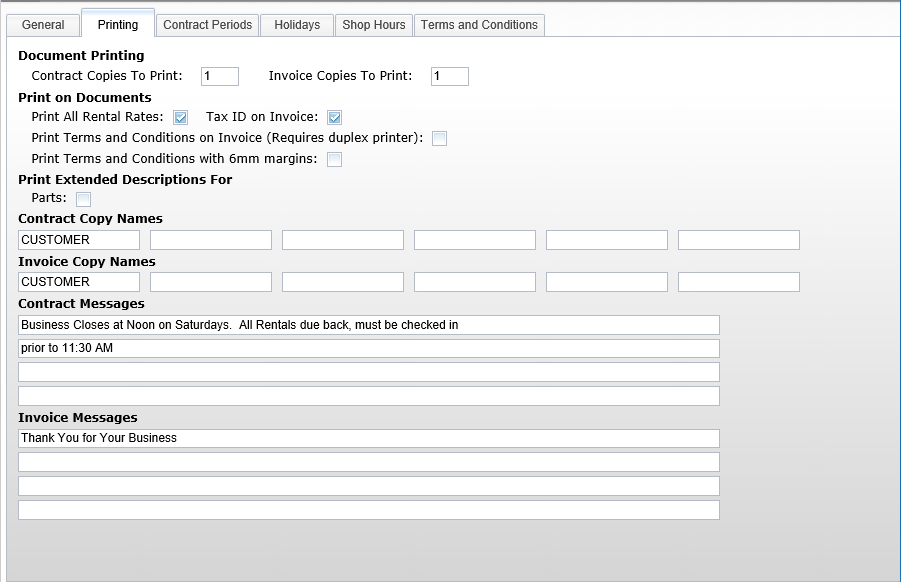 General Printing Contract Periods Holidays Shop Hours Terms and Conditions
Document Printing
Contract Copies To Print: 1 Invoice Copies To Print: 1
Print on Documents
Print All Rental Rates: Tax ID on Invoice:
Print Terms and Conditions on Invoice (Requires duplex printer):
Print Terms and Conditions with 6mm margins:
Print Extended Descriptions For
Parts:
Contract Copy Names
CUSTOMER
Invoice Copy Names
CUSTOMER
Contract Messages
Business Closes at Noon on Saturdays.  All Rentals due back, must be checked in
prior to 11:30 AM
Invoice Messages
Thank You for Your Business